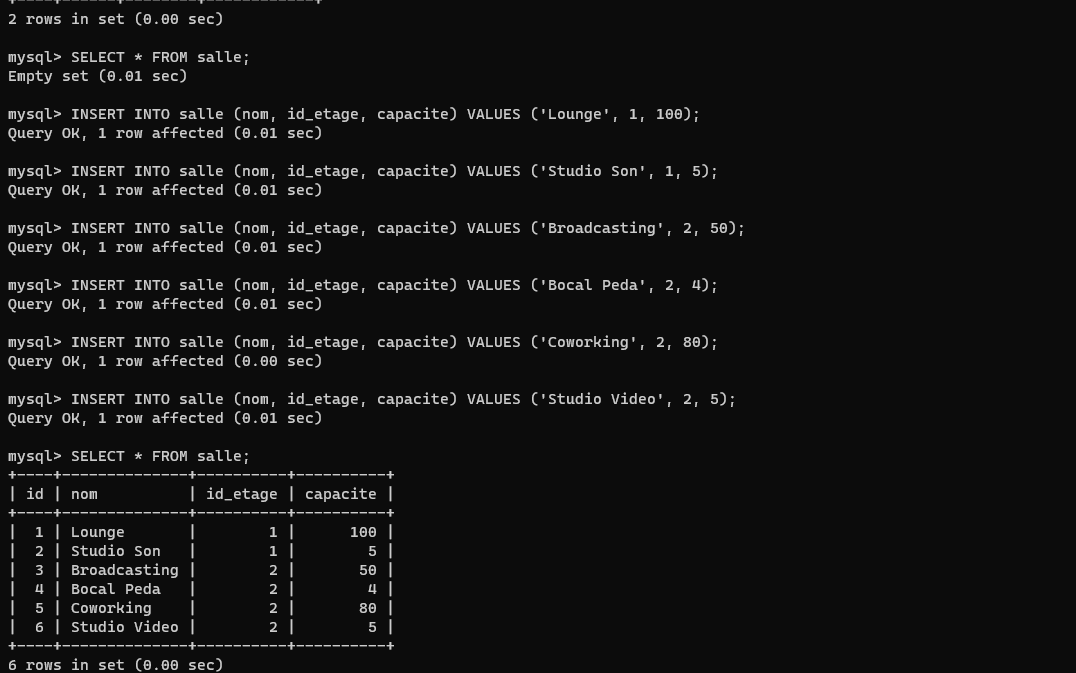 2 rows in set (0.00 sec)
mysql> SELECT * FROM salle;
Empty set (0.01 sec)
mysql> INSERT INTO salle (nom, id_etage, capacite) VALUES ('Lounge', 1, 100);
Query OK, 1 row affected (0.01 sec)
mysql> INSERT INTO salle (nom, id_etage, capacite) VALUES ('Studio Son', 1, 5);
Query OK, 1 row affected (0.01 sec)
mysql> INSERT INTO salle (nom, id_etage, capacite) VALUES ('Broadcasting', 2, 50);
Query OK, 1 row affected (0.01 sec)
mysql> INSERT INTO salle (nom, id_etage, capacite) VALUES ('Bocal Peda', 2, 4);
Query OK, 1 row affected (0.01 sec)
mysql> INSERT INTO salle (nom, id_etage, capacite) VALUES ('Coworking', 2, 80);
Query OK, 1 row affected (0.00 sec)
mysql> INSERT INTO salle (nom, id_etage, capacite) VALUES ('Studio Video', 2, 5);
Query OK, 1 row affected (0.01 sec)
mysql> SELECT * FROM salle;
+----+--------------+----------+----------+
| id | nom          | id_etage | capacite |
+----+--------------+----------+----------+
|  1 | Lounge       |        1 |      100 |
|  2 | Studio Son   |        1 |        5 |
|  3 | Broadcasting |        2 |       50 |
|  4 | Bocal Peda   |        2 |        4 |
|  5 | Coworking    |        2 |       80 |
|  6 | Studio Video |        2 |        5 |
+----+--------------+----------+----------+
6 rows in set (0.00 sec)